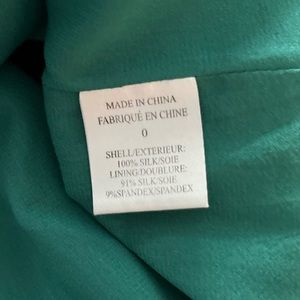 MADE IN CHINA
FABRIQUÉ EN CHINE
0
SHELL/EXTERIEUR:
100% SILK/SOIE
LINING/DOUBLURE:
91% SILK/SOIE
9%SPANDEX/SPANDEX